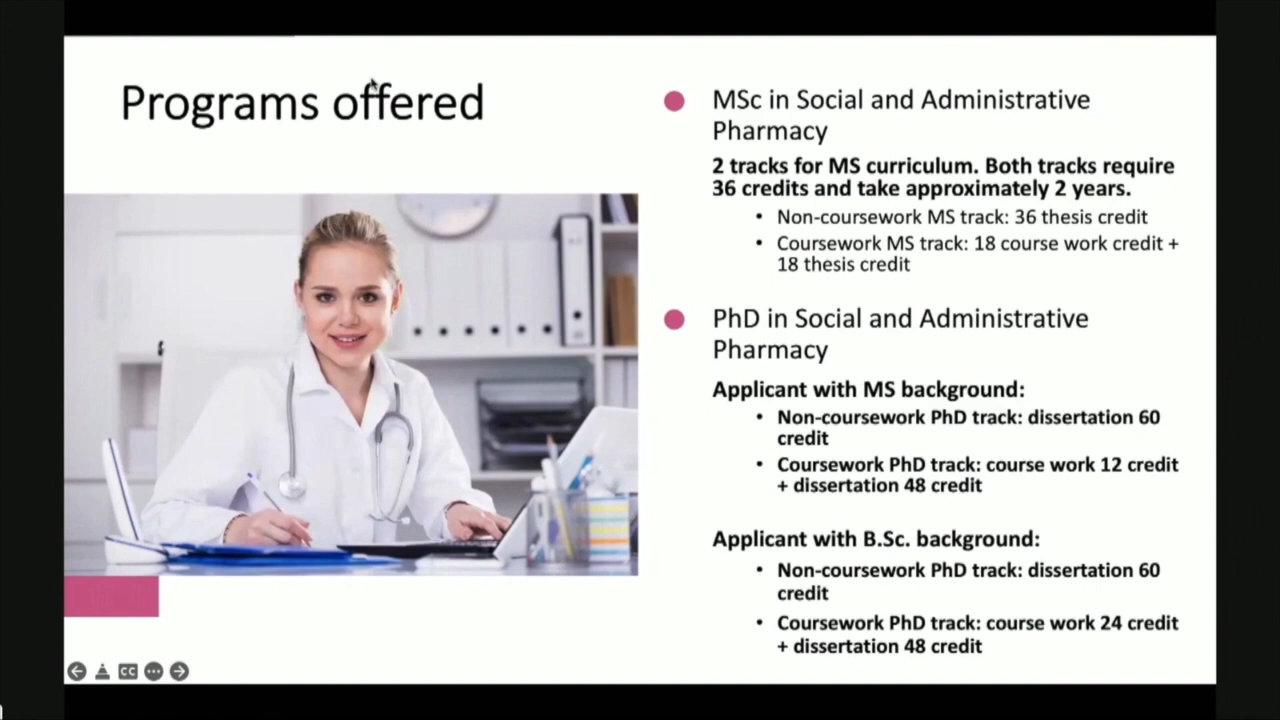 Programs offered
MSc in Social and Administrative
Pharmacy
2 tracks for MS curriculum. Both tracks require
36 credits and take approximately 2 years.
• Non-coursework MS track: 36 thesis credit
• Coursework MS track: 18 course work credit +
18 thesis credit
PhD in Social and Administrative
Pharmacy
Applicant with MS background:
• Non-coursework PhD track: dissertation 60
credit
• Coursework PhD track: course work 12 credit
+ dissertation 48 credit
Applicant with B.Sc. background:
• Non-coursework PhD track: dissertation 60
credit
• Coursework PhD track: course work 24 credit
+ dissertation 48 credit
CC